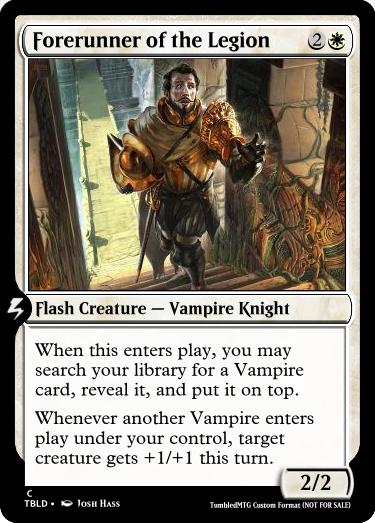 Forerunner of the Legion 2
Flash Creature — Vampire Knight
When this enters play, you may
search your library for a Vampire
card, reveal it, and put it on top.
Whenever another Vampire enters
play under your control, target
creature gets +1/+1 this turn.
2/2
C
TBLD • Josh Hass
TumbledMTG Custom Format (NOT FOR SALE)